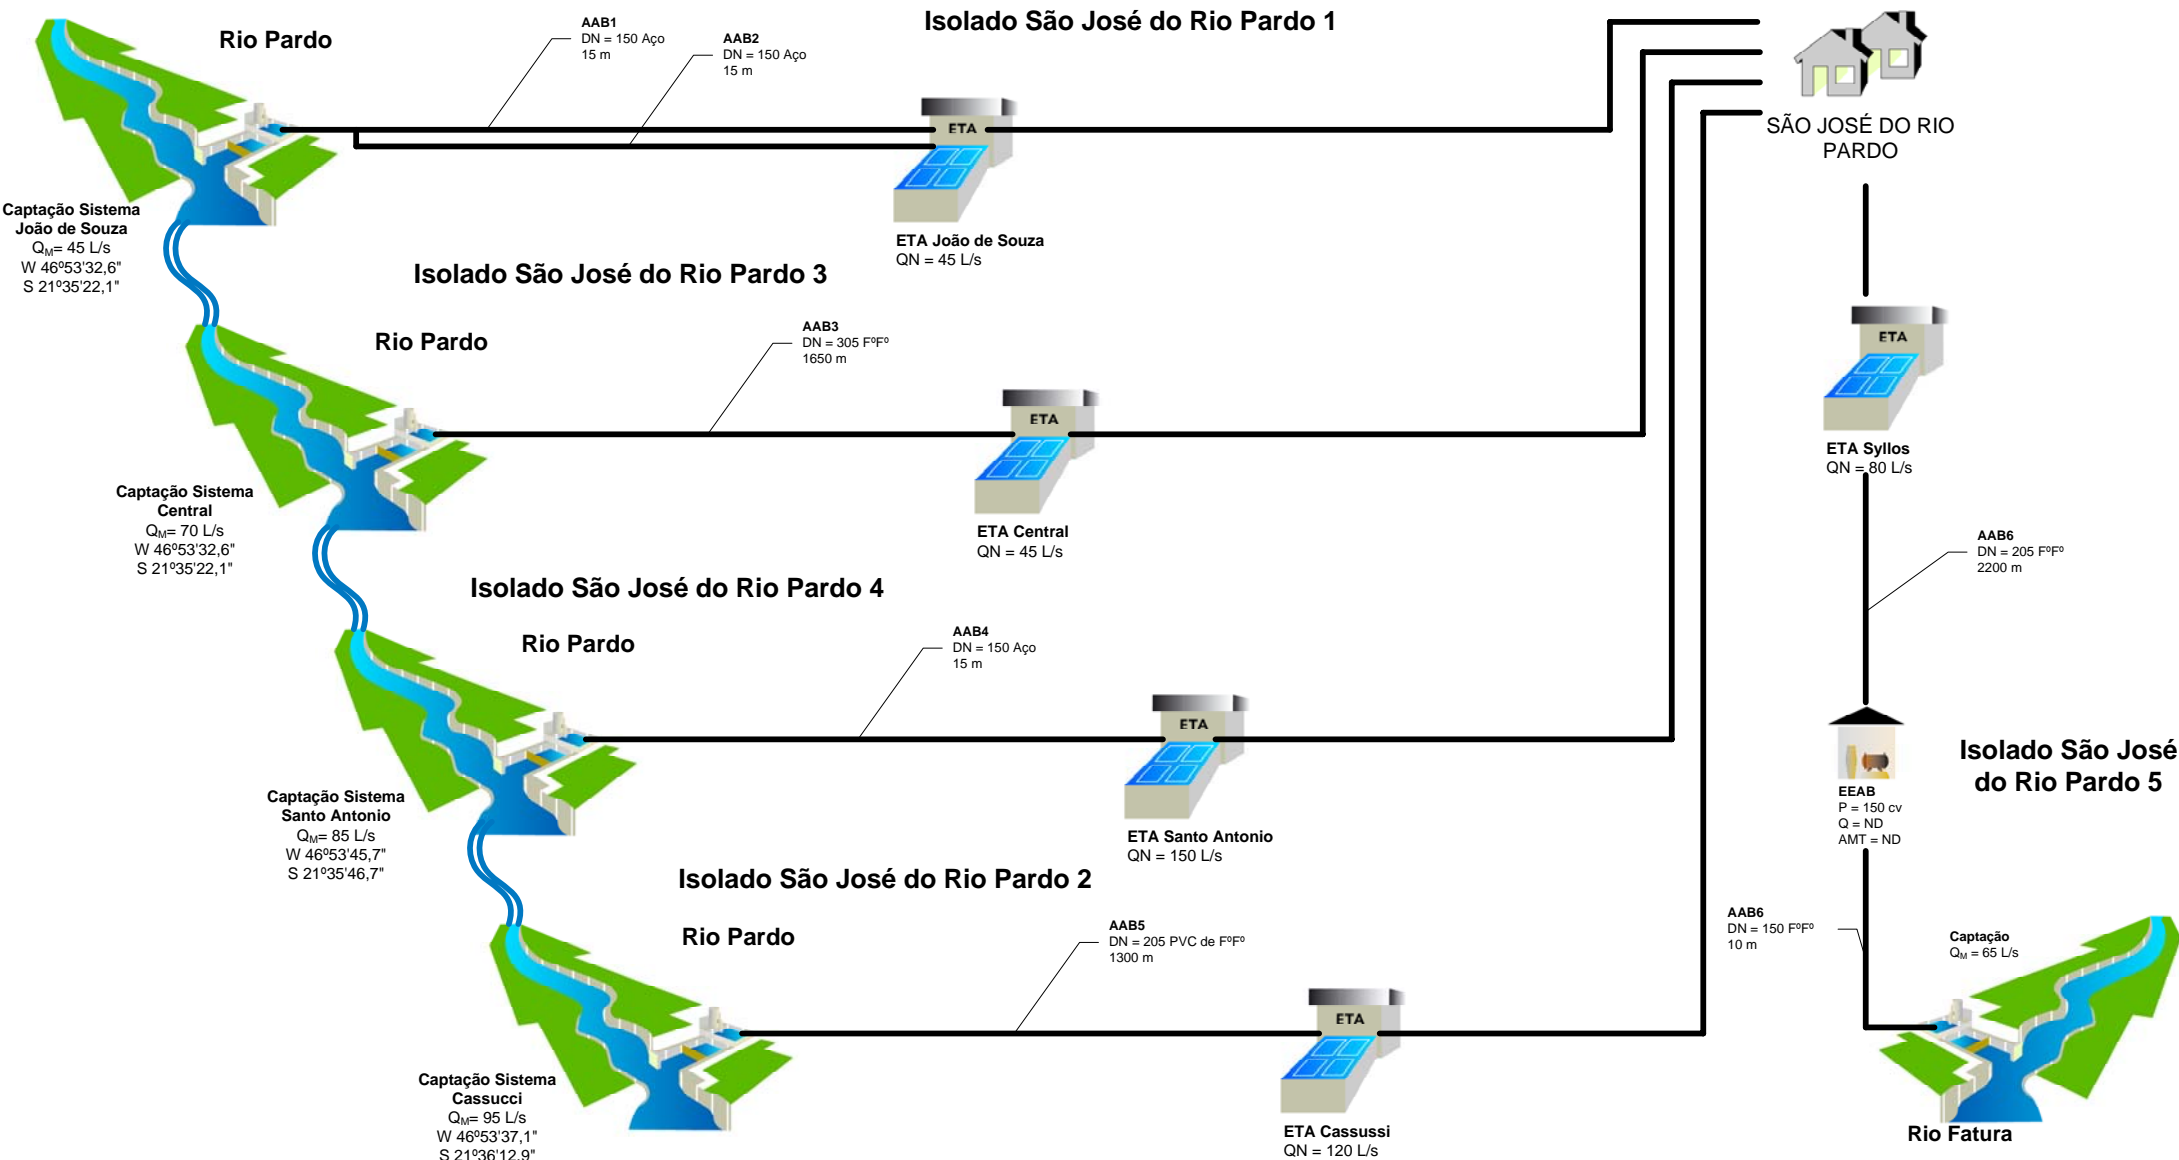 Isolado São José do Rio Pardo 1
Rio Pardo
AAB1
DN = 150 Aço
15 m
AAB2
DN = 150 Aço
15 m
ETA
ETA João de Souza
QN = 45 L/s
Captação Sistema
João de Souza
QM= 45 L/s
W 46º53'32,6"
S 21º35'22,1"
SÃO JOSÉ DO RIO
PARDO
Isolado São José do Rio Pardo 3
Rio Pardo
AAB3
DN = 305 FºFº
1650 m
ETA
ETA Central
QN = 45 L/s
Captação Sistema
Central
QM= 70 L/s
W 46º53'32,6"
S 21º35'22,1"
ETA
ETA Syllos
QN = 80 L/s
AAB6
DN = 205 FºFº
2200 m
Isolado São José do Rio Pardo 4
Rio Pardo
AAB4
DN = 150 Aço
15 m
ETA
ETA Santo Antonio
QN = 150 L/s
Captação Sistema
Santo Antonio
QM= 85 L/s
W 46º53'45,7"
S 21º35'46,7"
Isolado São José
do Rio Pardo 5
EEAB
P = 150 cv
Q = ND
AMT = ND
Isolado São José do Rio Pardo 2
Rio Pardo
AAB5
DN = 205 PVC de FºFº
1300 m
ETA
ETA Cassussi
QN = 120 L/s
Captação Sistema
Cassucci
QM= 95 L/s
W 46º53'37,1"
S 21º36'12,9"
AAB6
DN = 150 FºFº
10 m
Captação
QM = 65 L/s
Rio Fatura